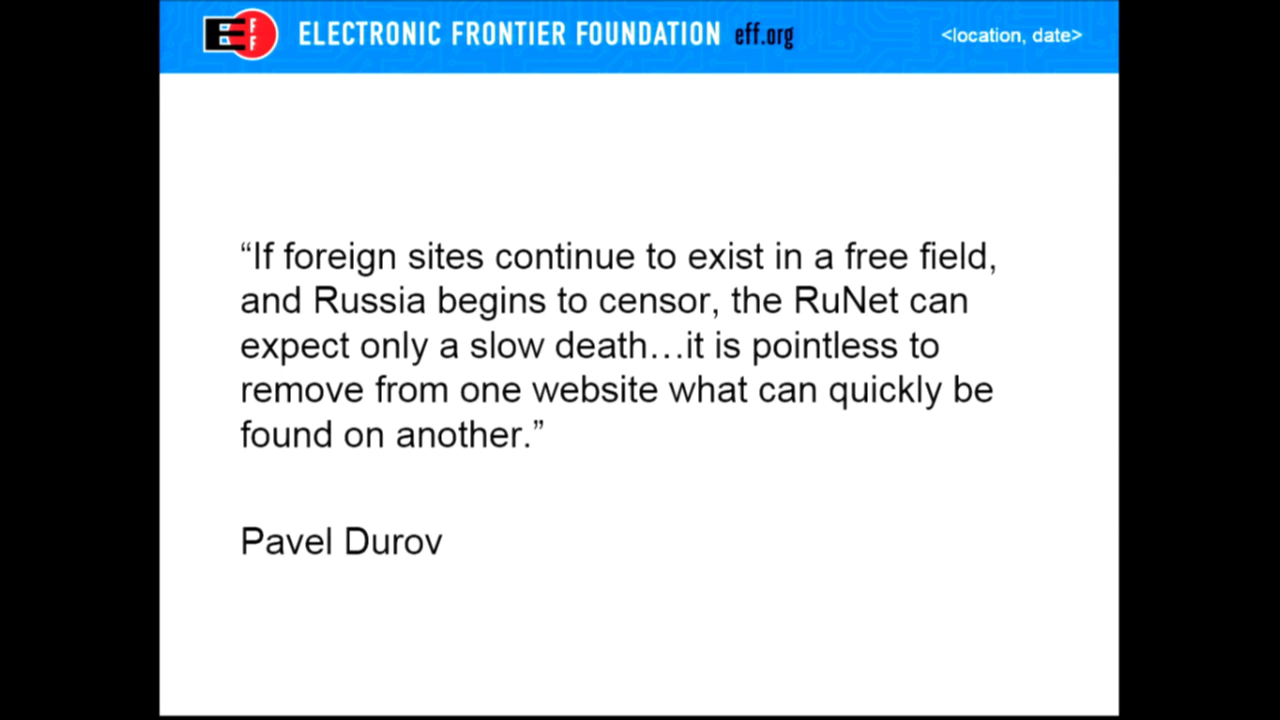 EFF ELECTRONIC FRONTIER FOUNDATION eff.org <location, date>
“If foreign sites continue to exist in a free field,
and Russia begins to censor, the RuNet can
expect only a slow death…it is pointless to
remove from one website what can quickly be
found on another.”
Pavel Durov